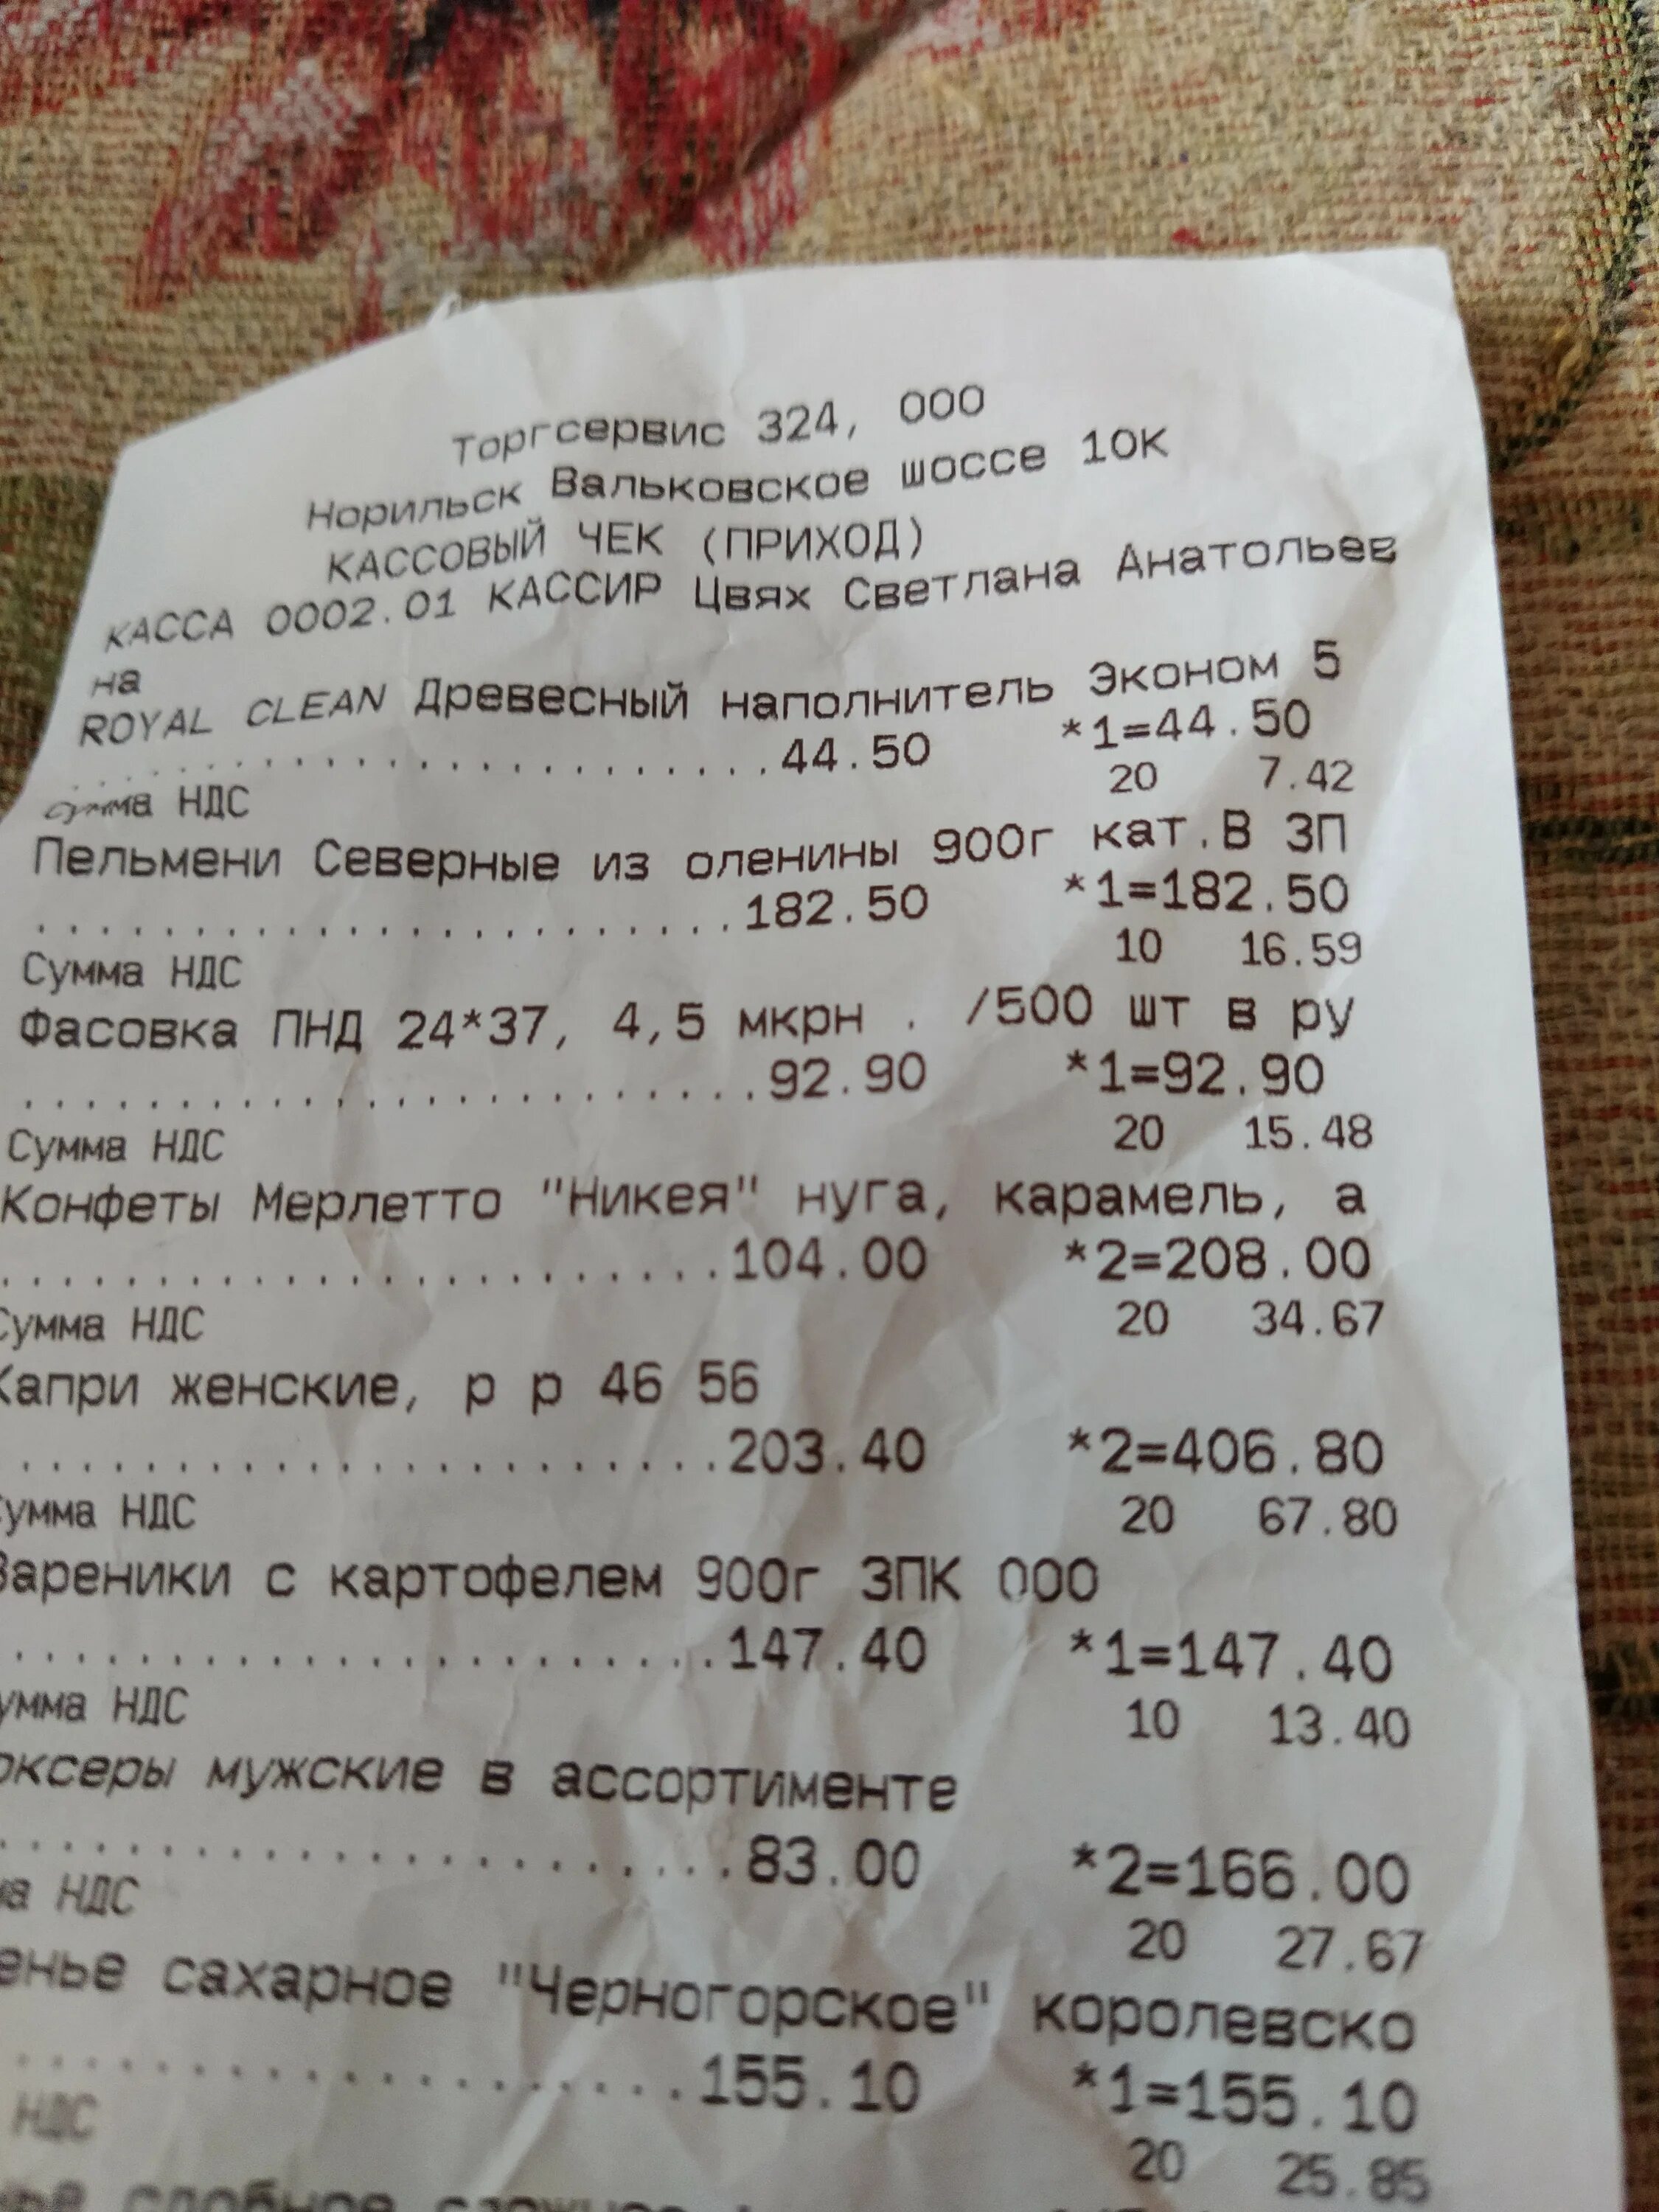 Торгсервис 324, ООО
Норильск Вальковское шоссе 10К
КАССОВЫЙ ЧЕК (ПРИХОД)
КАССА 0002.01 КАССИР Цвях Светлана Анатольев
на
ROYAL CLEAN Древесный наполнитель Эконом 5
.......................44.50 *1=44.50
сумма НДС 20 7.42
Пельмени Северные из оленины 900г кат.В ЗП
......................182.50 *1=182.50
Сумма НДС 10 16.59
Фасовка ПНД 24*37, 4,5 мкрн . /500 шт в ру
.......................92.90 *1=92.90
Сумма НДС 20 15.48
Конфеты Мерлетто "Никея" нуга, карамель, а
......................104.00 *2=208.00
Сумма НДС 20 34.67
Капри женские, р р 46 56
......................203.40 *2=406.80
Сумма НДС 20 67.80
Вареники с картофелем 900г ЗПК ООО
......................147.40 *1=147.40
умма НДС 10 13.40
оксеры мужские в ассортименте
.......................83.00 *2=166.00
ма НДС 20 27.67
енье сахарное "Черногорское" королевско
......................155.10 *1=155.10
НДС 20 25.85